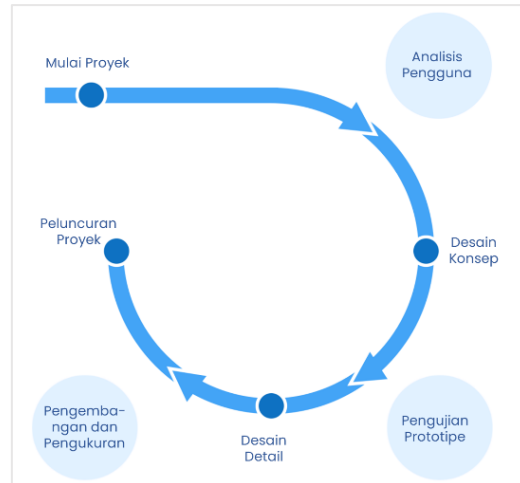 Mulai Proyek
Analisis
Pengguna
Desain
Konsep
Pengujian
Prototipe
Desain
Detail
Pengemba-
ngan dan
Pengukuran
Peluncuran
Proyek